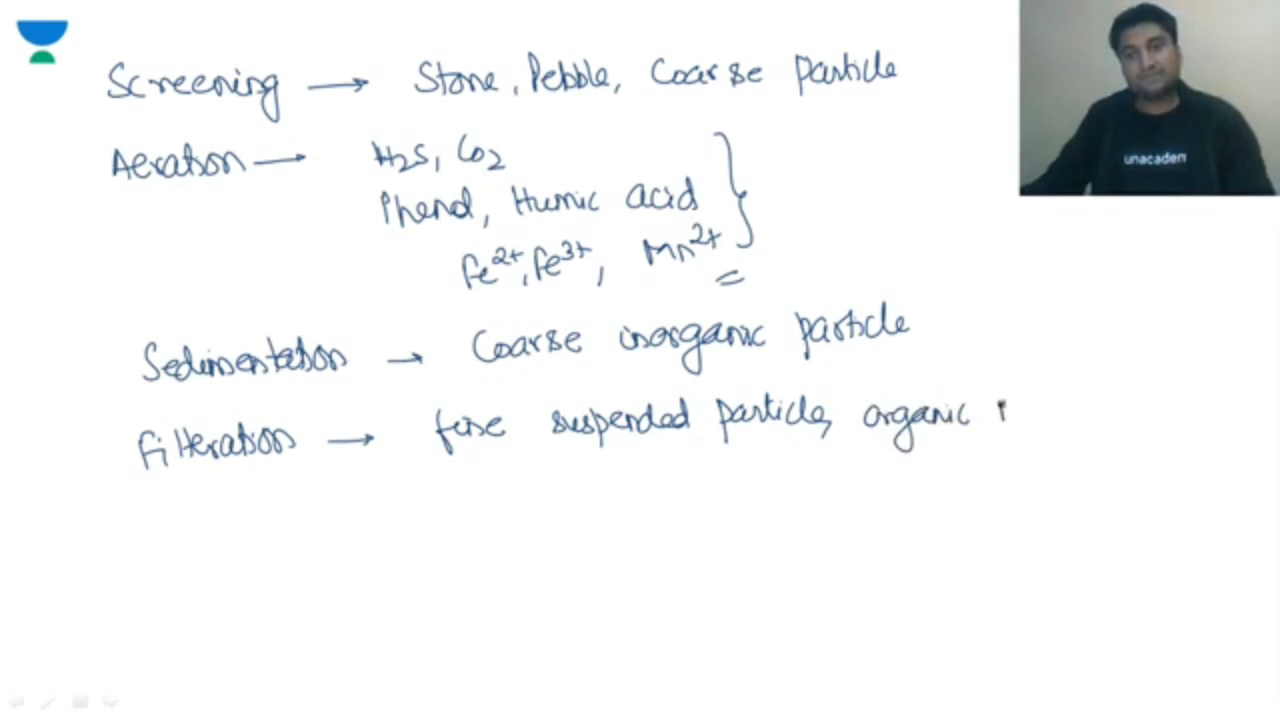 Screening → Stone, Pebble, Coarse particle
unacadem
Aeration → H2S, CO2
Phenol, Humic acid
Fe2+, Fe3+, Mn2+
Sedimentation → Coarse inorganic particle
Filteration → fine suspended particle, organic